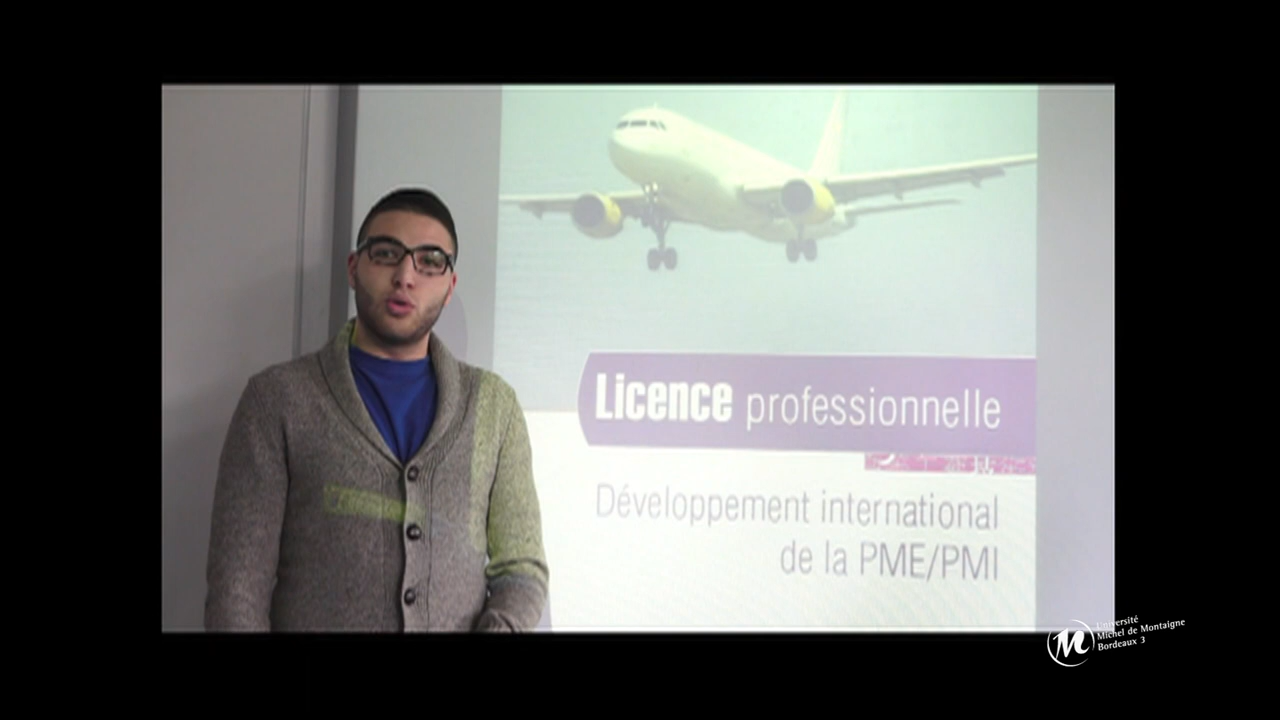 Licence professionnelle
Développement international
de la PME/PMI
Université
Michel de Montaigne
Bordeaux 3